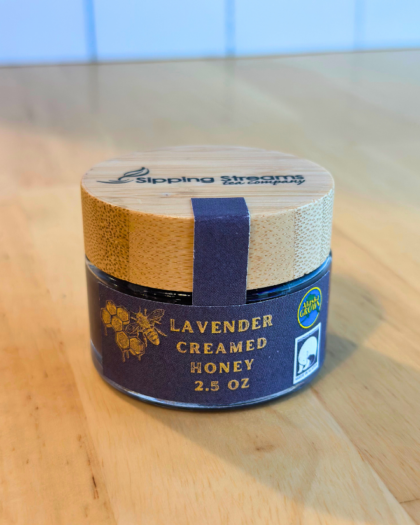 Sipping Streams
Tea Company
LAVENDER
CREAMED
HONEY
2.5 OZ